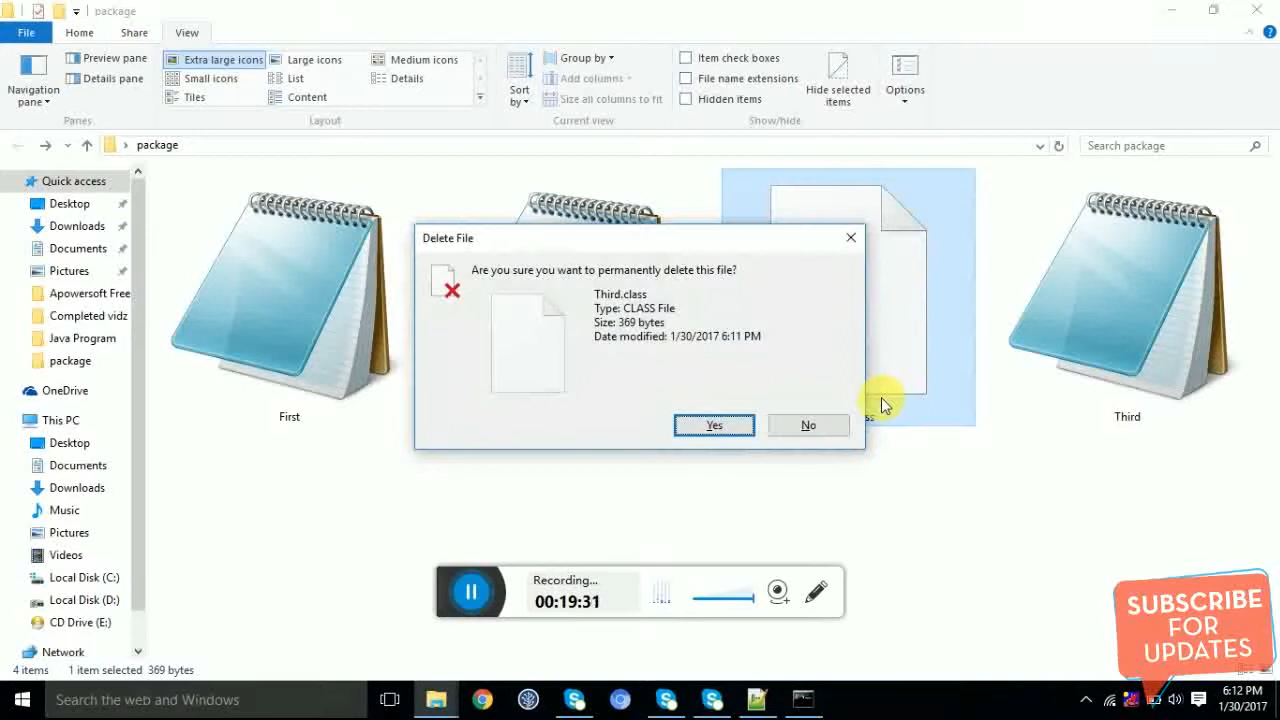 package
File
Home
Share
View
Navigation pane
Preview pane
Details pane
Extra large icons
Large icons
Medium icons
Small icons
List
Details
Tiles
Content
Sort by
Group by
Add columns
Size all columns to fit
Item check boxes
File name extensions
Hidden items
Hide selected items
Options
Panes
Layout
Current view
Show/hide
package
Search package
Quick access
Desktop
Downloads
Documents
Pictures
Apowersoft Free
Completed vidz
Java Program
package
OneDrive
This PC
Desktop
Documents
Downloads
Music
Pictures
Videos
Local Disk (C:)
Local Disk (D:)
CD Drive (E:)
Network
First
Third
Delete File
Are you sure you want to permanently delete this file?
Third.class
Type: CLASS File
Size: 369 bytes
Date modified: 1/30/2017 6:11 PM
Yes
No
Recording...
00:19:31
SUBSCRIBE
FOR
UPDATES
4 items
1 item selected 369 bytes
Search the web and Windows
6:12 PM
1/30/2017